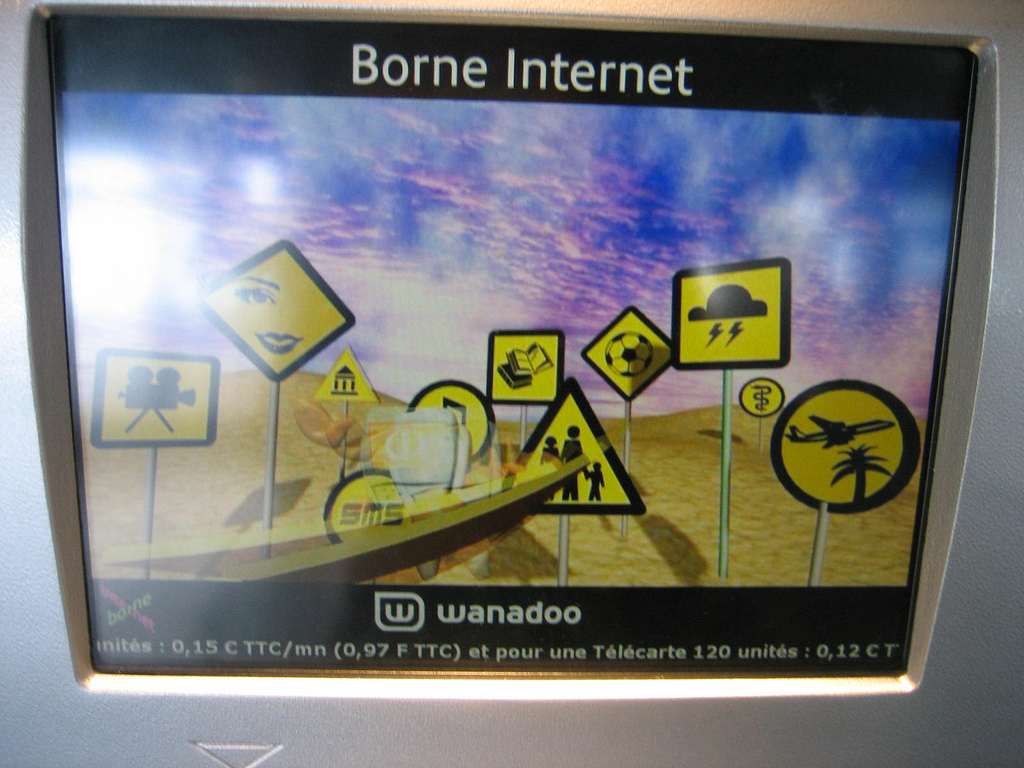 Borne Internet
SMS
borne
wanadoo
unités : 0,15 € TTC/mn (0,97 F TTC) et pour une Télécarte 120 unités : 0,12 € T